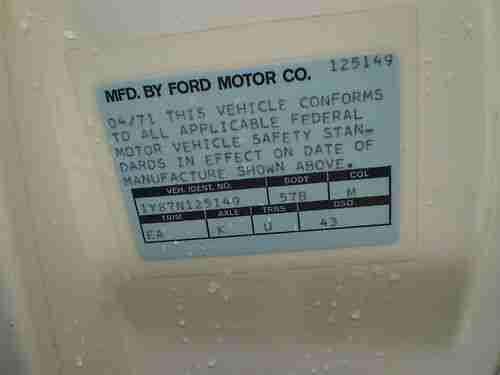 125149
MFD. BY FORD MOTOR CO.
04/71 THIS VEHICLE CONFORMS
TO ALL APPLICABLE FEDERAL
MOTOR VEHICLE SAFETY STAN-
DARDS IN EFFECT ON DATE OF
MANUFACTURE SHOWN ABOVE.
VEH. IDENT. NO. BODY COL
1Y87N125149 57B M
TRIM AXLE TRNS DSO.
EA K U 43